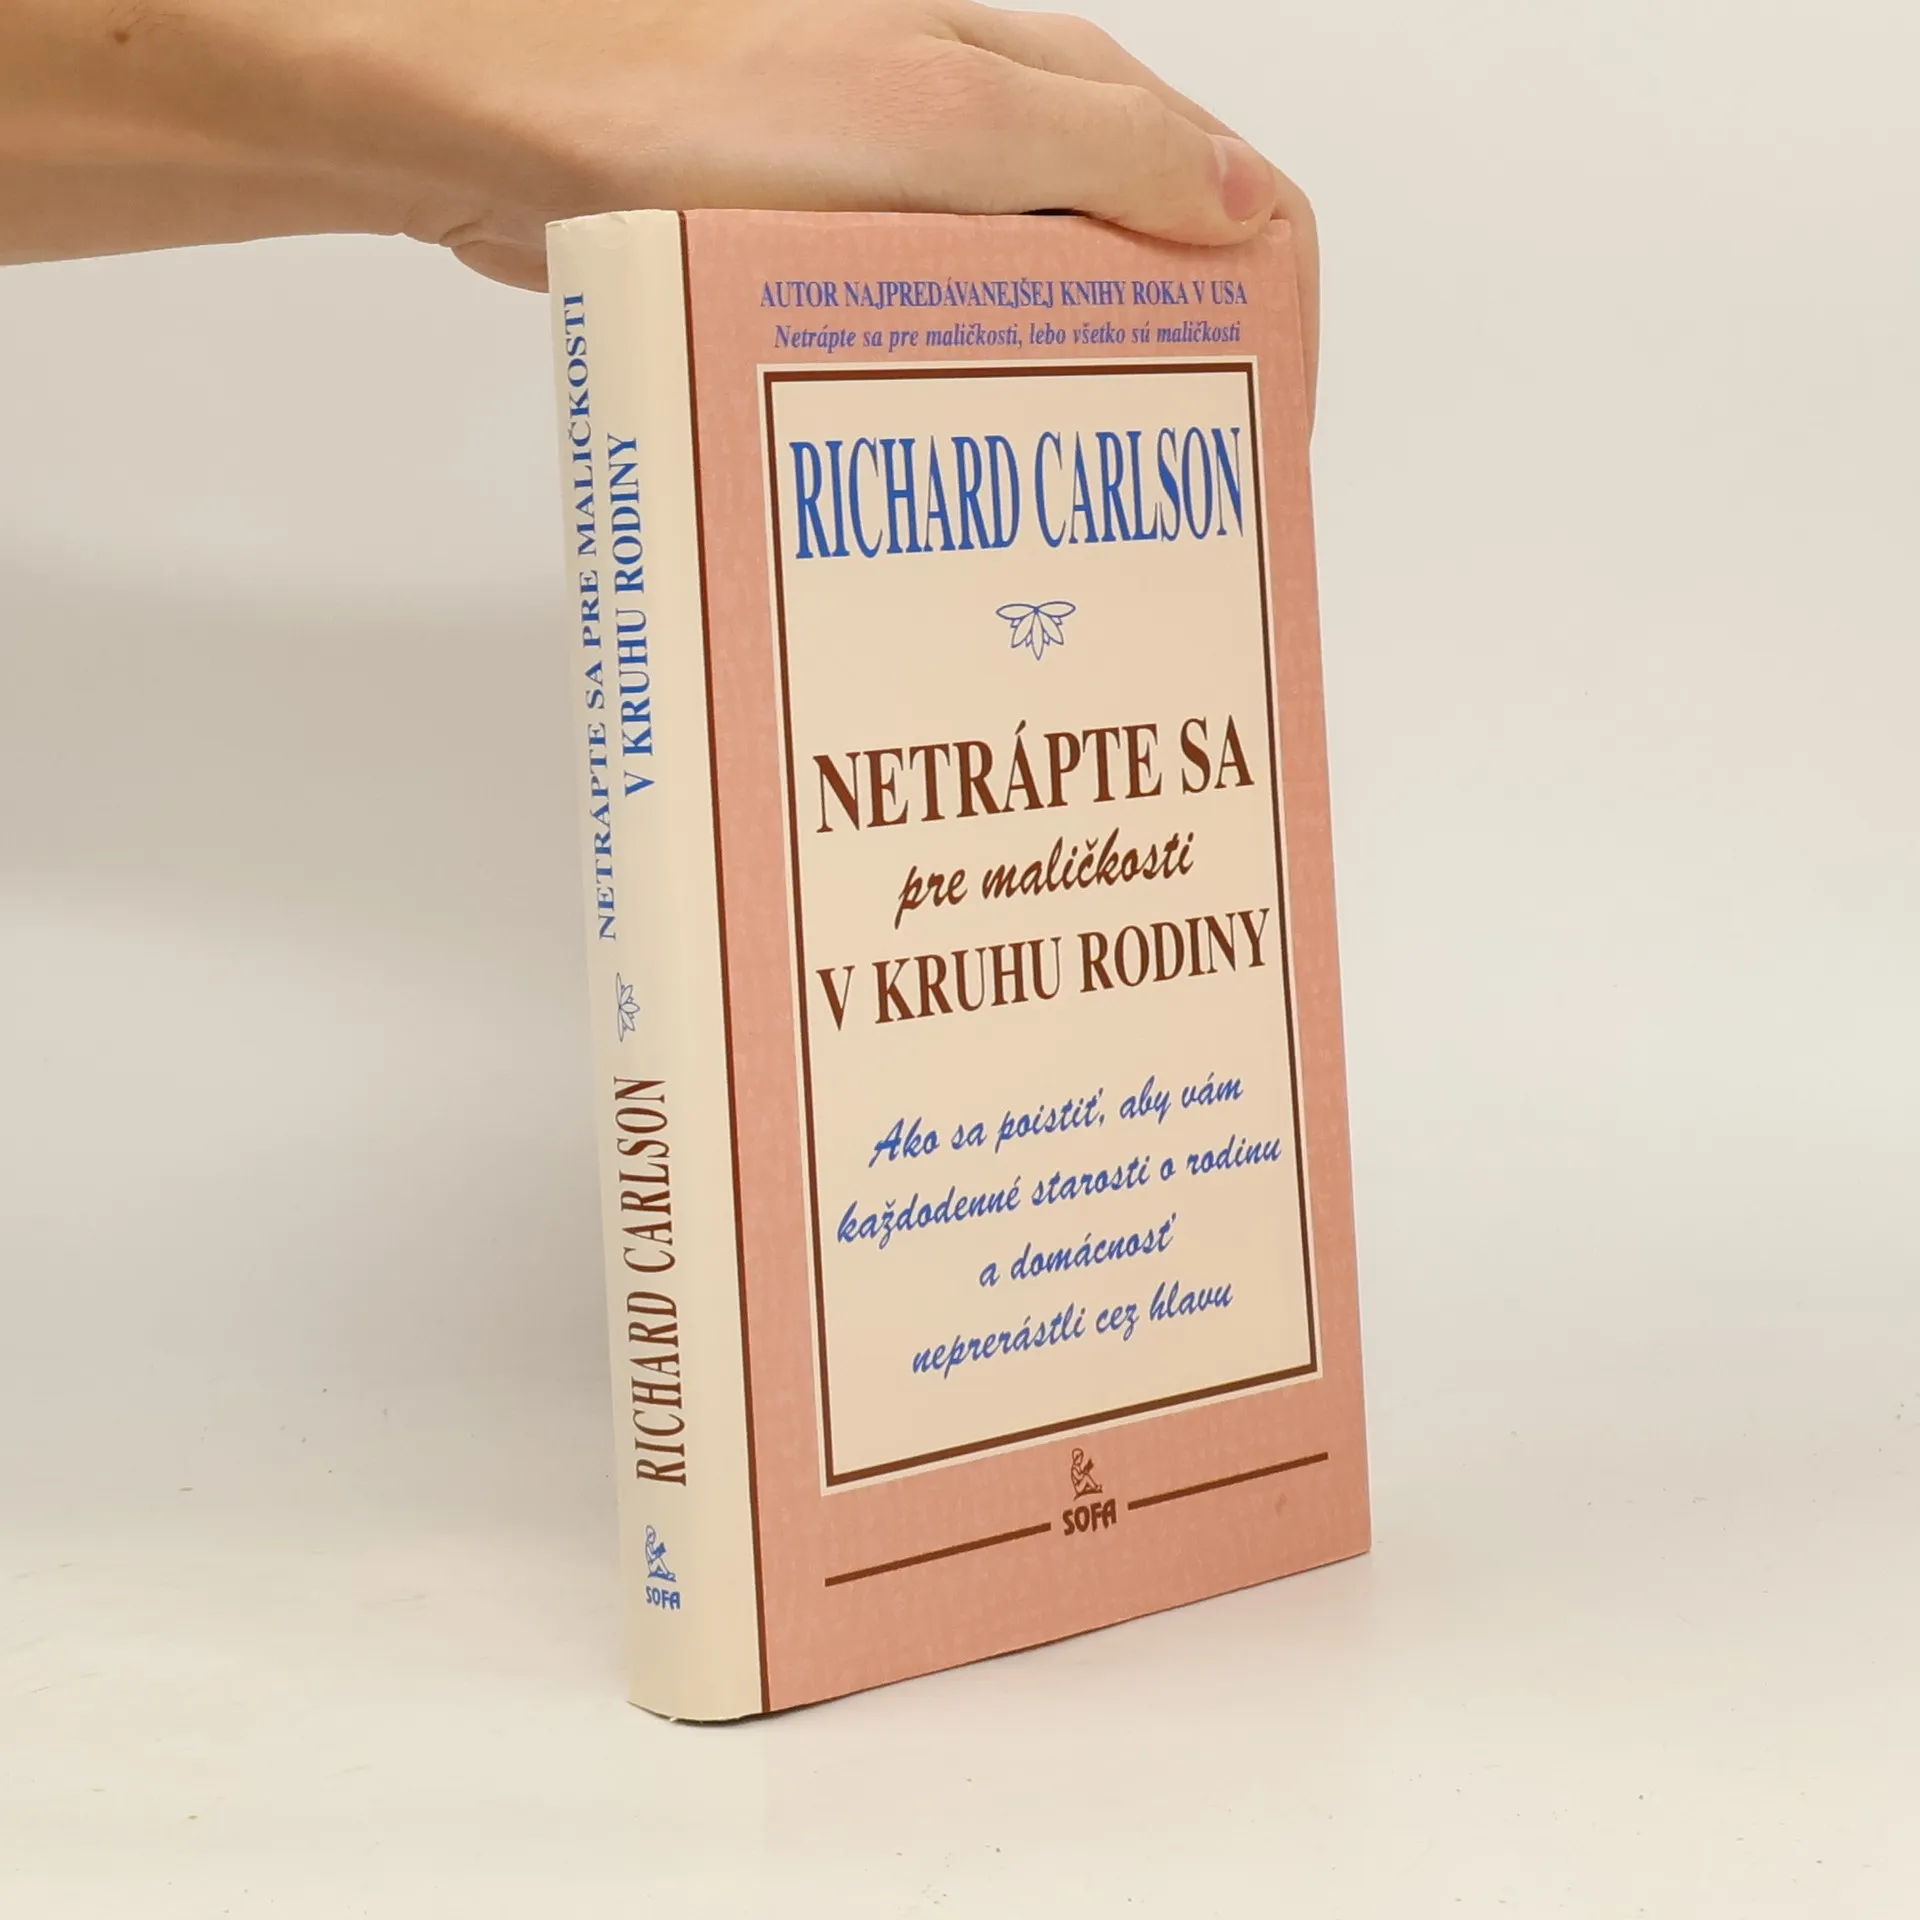 NETRÁPTE SA PRE MALIČKOSTI
V KRUHU RODINY
RICHARD CARLSON
SOFA
AUTOR NAJPREDÁVANEJŠEJ KNIHY ROKA V USA
Netrápte sa pre maličkosti, lebo všetko sú maličkosti
RICHARD CARLSON
NETRÁPTE SA
pre maličkosti
V KRUHU RODINY
Ako sa poistiť, aby vám
každodenné starosti o rodinu
a domácnosť
neprerástli cez hlavu
SOFA